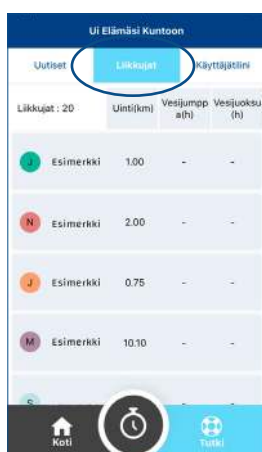 Ui Elämäsi Kuntoon
Uutiset Liikkujat Käyttäjätilini
Liikkujat : 20 Uinti(km) Vesijumpp Vesijuoksu
a(h) (h)
J Esimerkki 1.00 - -
N Esimerkki 2.00 - -
J Esimerkki 0.75 - -
M Esimerkki 10.10 - -
S
Koti Tutki